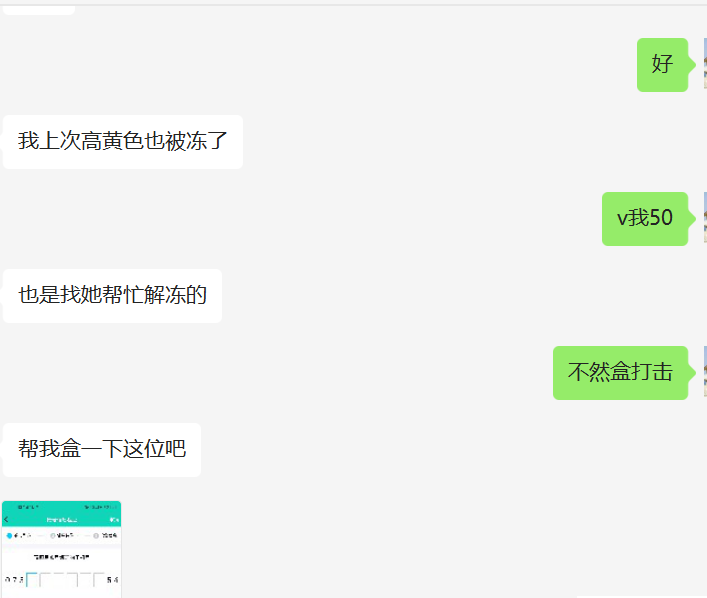 好
我上次高黄色也被冻了
v我50
也是找她帮忙解冻的
不然盒打击
帮我盒一下这位吧